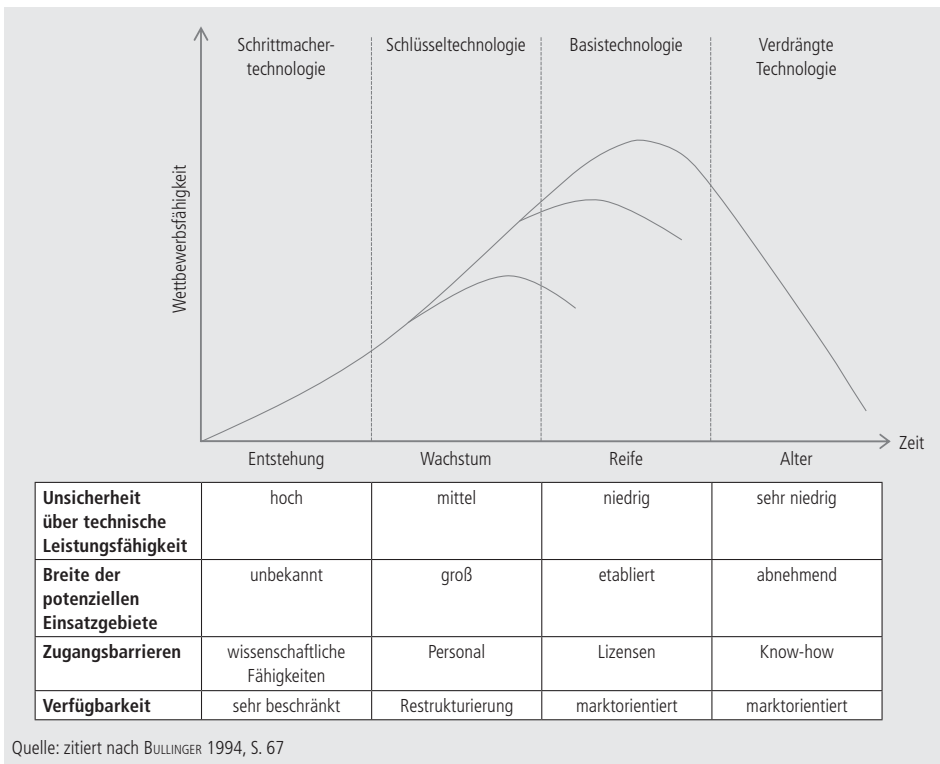 Schrittmacher-
technologie
Schlüsseltechnologie
Basistechnologie
Verdrängte
Technologie
Wettbewerbsfähigkeit
Zeit
Entstehung
Wachstum
Reife
Alter
Unsicherheit
über technische
Leistungsfähigkeit
hoch
mittel
niedrig
sehr niedrig
Breite der
potenziellen
Einsatzgebiete
unbekannt
groß
etabliert
abnehmend
Zugangsbarrieren
wissenschaftliche
Fähigkeiten
Personal
Lizensen
Know-how
Verfügbarkeit
sehr beschränkt
Restrukturierung
marktorientiert
marktorientiert
Quelle: zitiert nach BULLINGER 1994, S. 67